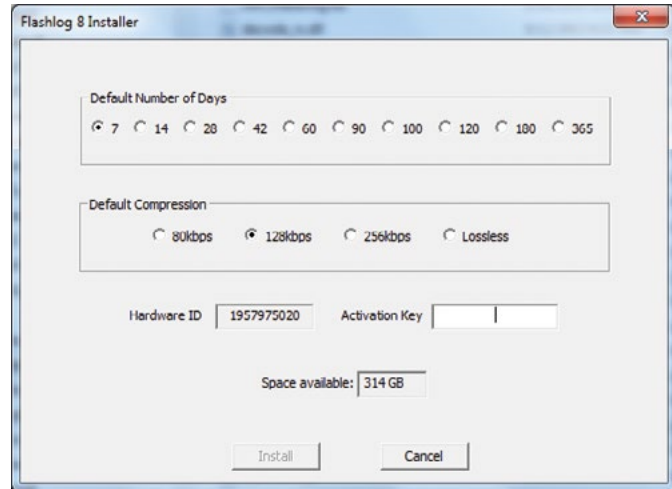 Flashlog 8 Installer
Default Number of Days
7 14 28 42 60 90 100 120 180 365
Default Compression
80kbps 128kbps 256kbps Lossless
Hardware ID 1957975020 Activation Key
Space available: 314 GB
Install Cancel